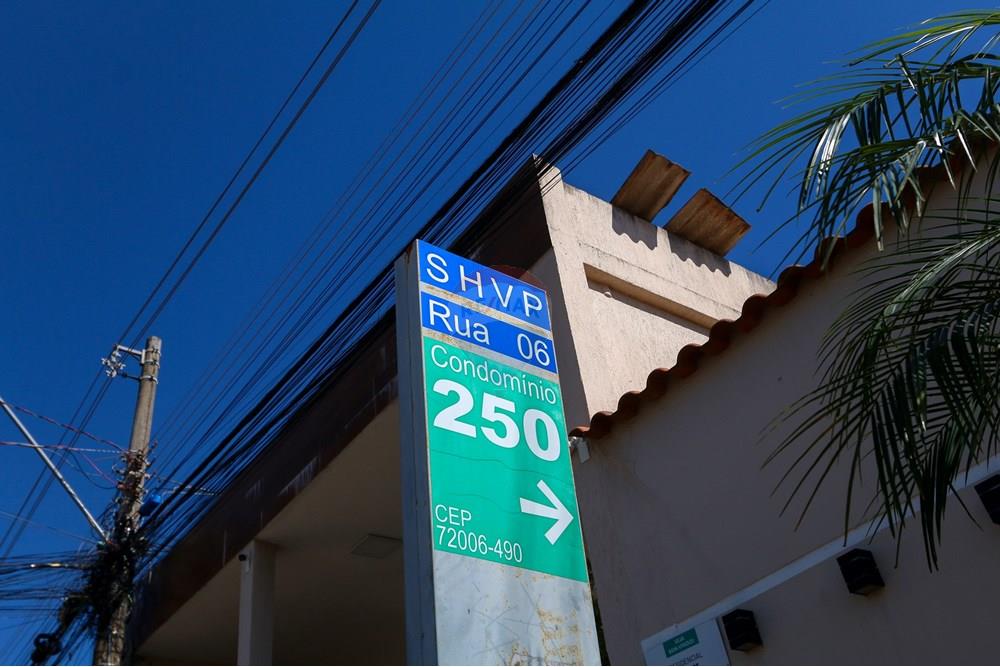 SHVP
Rua 06
Condomínio
250
CEP
72006-490